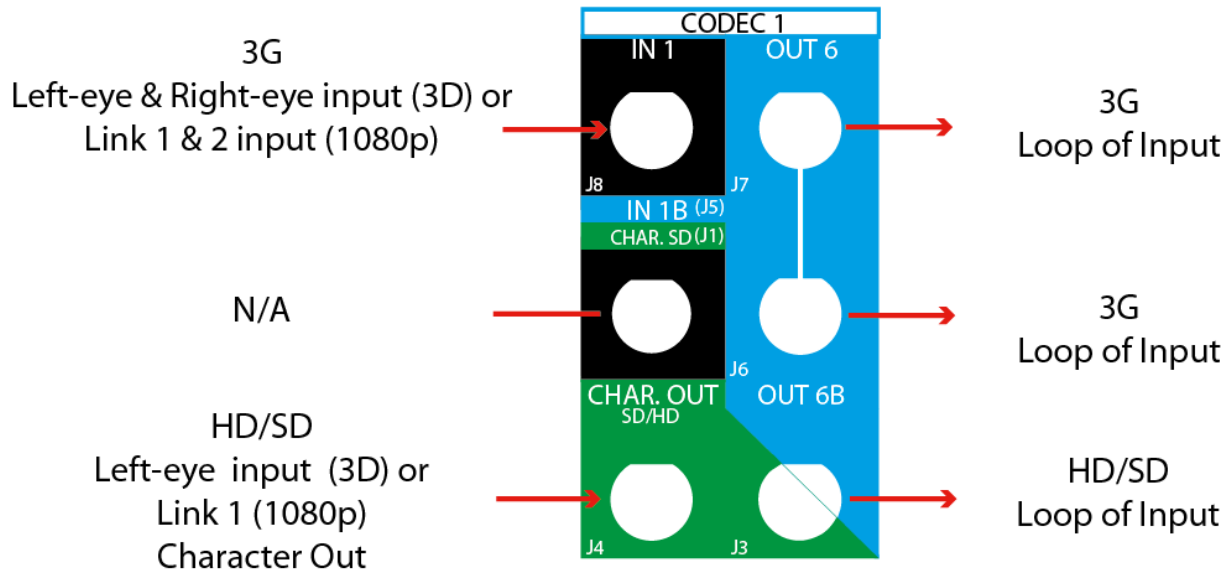 CODEC 1
3G
Left-eye & Right-eye input (3D) or
Link 1 & 2 input (1080p)
IN 1
OUT 6
3G
Loop of Input
J8
J7
IN 1B (J5)
CHAR. SD (J1)
N/A
3G
Loop of Input
J6
CHAR. OUT
SD/HD
OUT 6B
HD/SD
Left-eye input (3D) or
Link 1 (1080p)
Character Out
HD/SD
Loop of Input
J4
J3